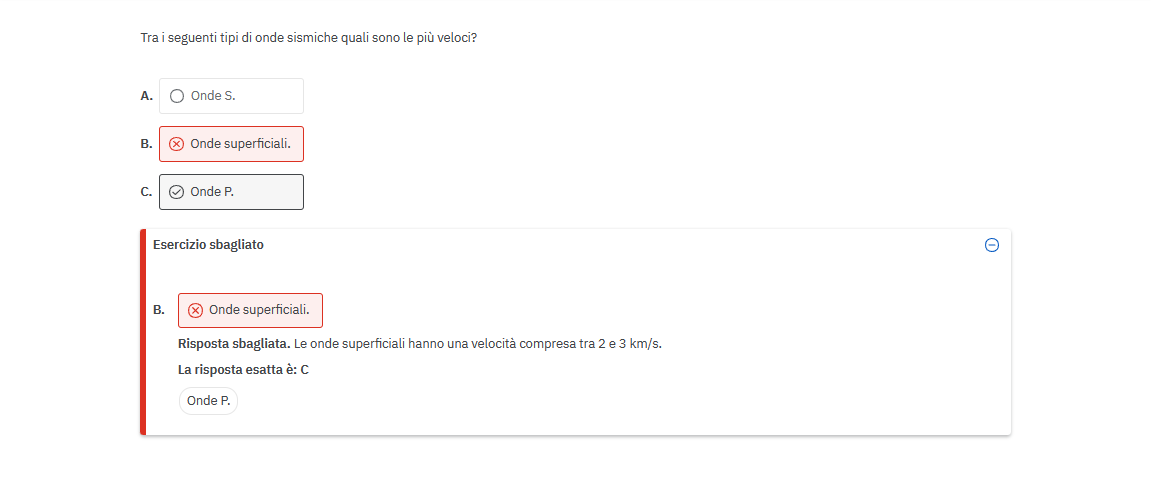 Tra i seguenti tipi di onde sismiche quali sono le più veloci?
A. Onde S.
B. Onde superficiali.
C. Onde P.
Esercizio sbagliato
B. Onde superficiali.
Risposta sbagliata. Le onde superficiali hanno una velocità compresa tra 2 e 3 km/s.
La risposta esatta è: C
Onde P.